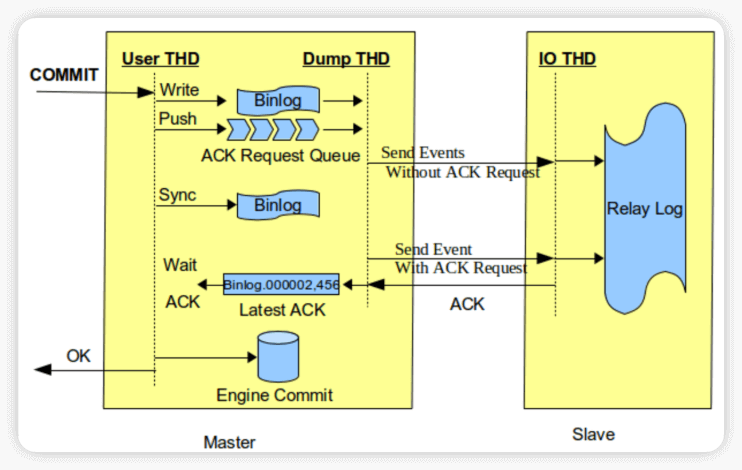 User THD
Dump THD
IO THD
COMMIT
Write
Binlog
Push
ACK Request Queue
Send Events
Without ACK Request
Sync
Binlog
Relay Log
Send Event
With ACK Request
Wait
ACK
Binlog.000002,456
Latest ACK
ACK
OK
Engine Commit
Master
Slave